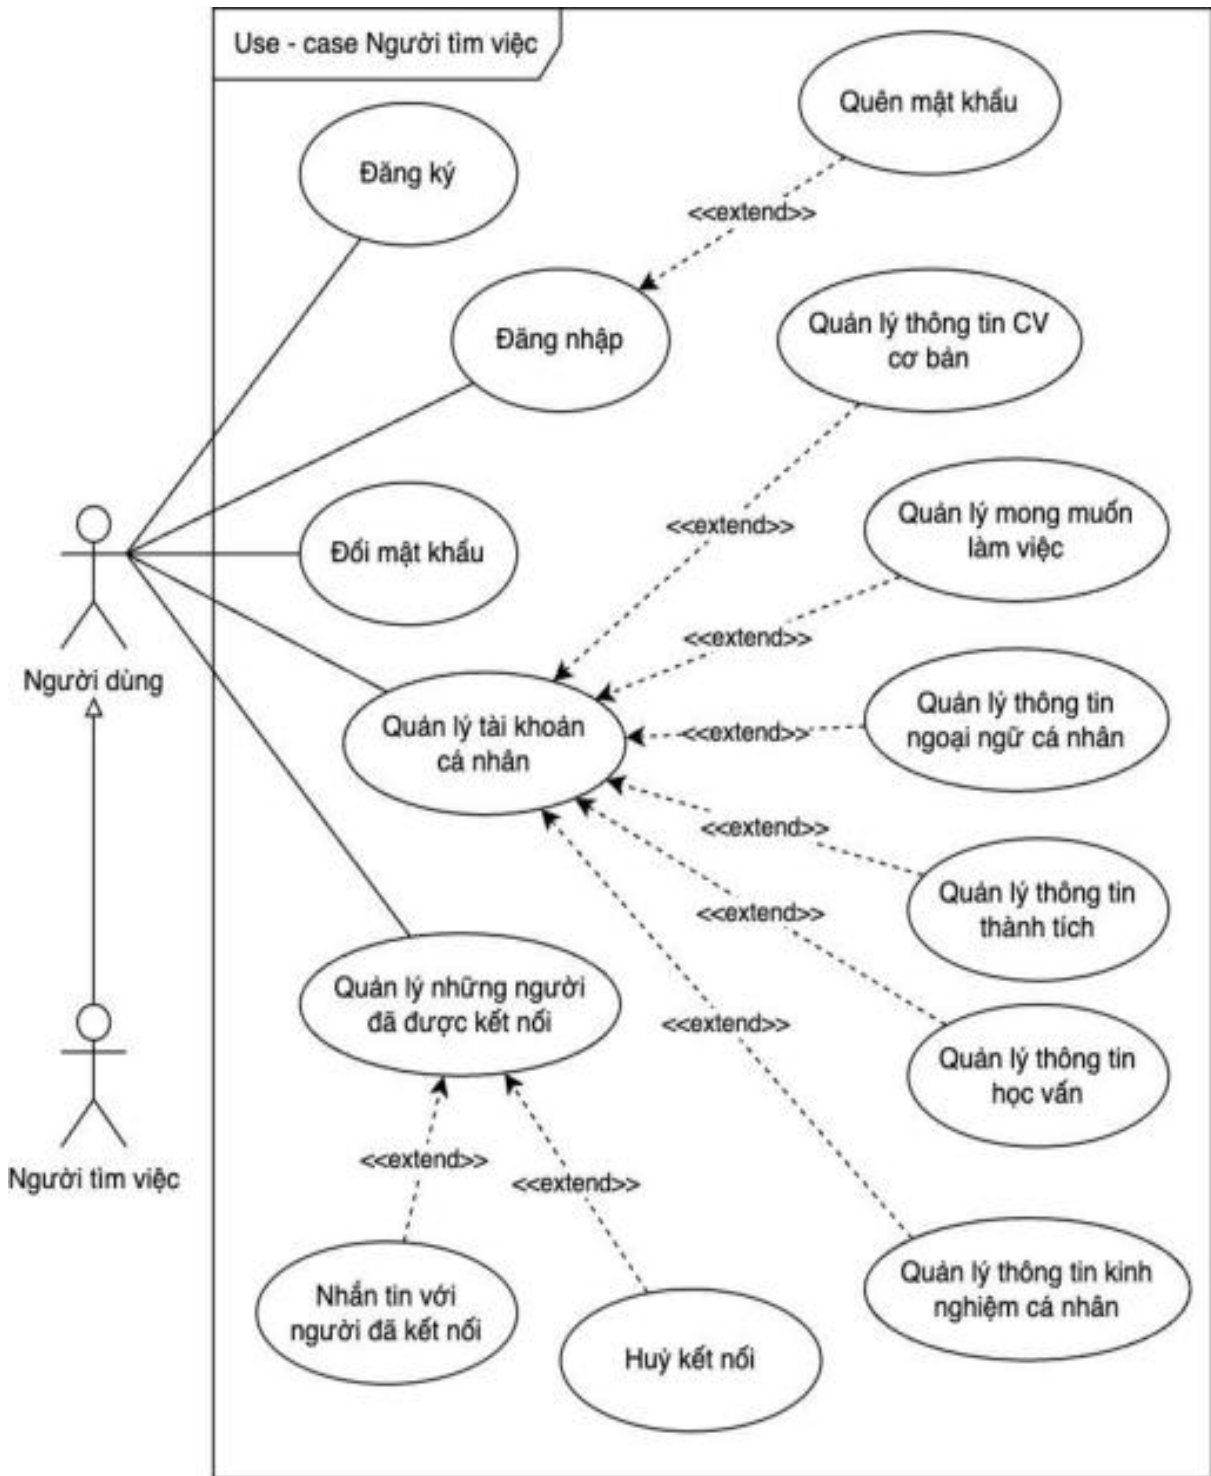 Use - case Người tìm việc
Quên mật khẩu
Đăng ký
<<extend>>
Đăng nhập
Quản lý thông tin CV
cơ bản
<<extend>>
Quản lý mong muốn
làm việc
Đổi mật khẩu
<<extend>>
Người dùng
Quản lý thông tin
ngoại ngữ cá nhân
Quản lý tài khoản
cá nhân
<<extend>>
<<extend>>
Quản lý thông tin
thành tích
<<extend>>
Quản lý những người
đã được kết nối
<<extend>>
Quản lý thông tin
học vấn
Người tìm việc
<<extend>>
<<extend>>
Nhắn tin với
người đã kết nối
Quản lý thông tin kinh
nghiệm cá nhân
Huỷ kết nối